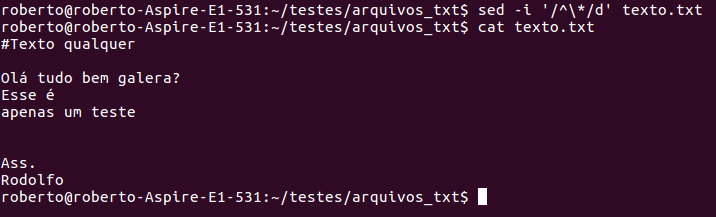 roberto@roberto-Aspire-E1-531:~/testes/arquivos_txt$ sed -i '/^\*/d' texto.txt
roberto@roberto-Aspire-E1-531:~/testes/arquivos_txt$ cat texto.txt
#Texto qualquer

Olá tudo bem galera?
Esse é
apenas um teste


Ass.
Rodolfo
roberto@roberto-Aspire-E1-531:~/testes/arquivos_txt$